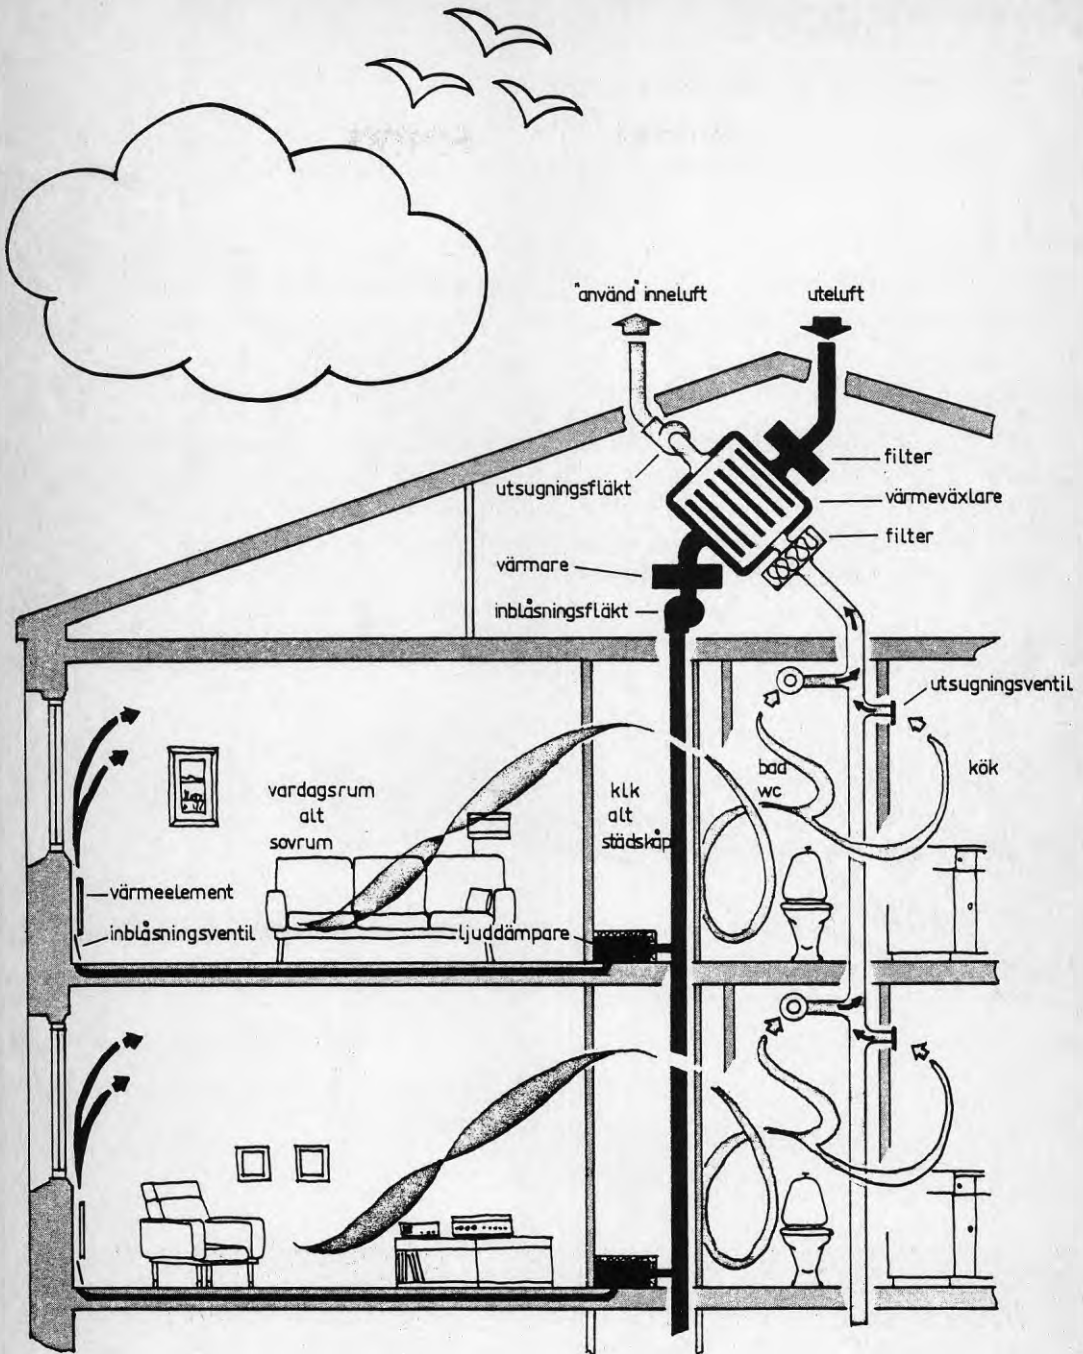 "använd" inneluft
uteluft
filter
utsugningsfläkt
värmeväxlare
filter
värmare
inblåsningsfläkt
utsugningsventil
vardagsrum
alt
sovrum
klk
alt
städskåp
bad
wc
kök
värmeelement
inblåsningsventil
ljuddämpare